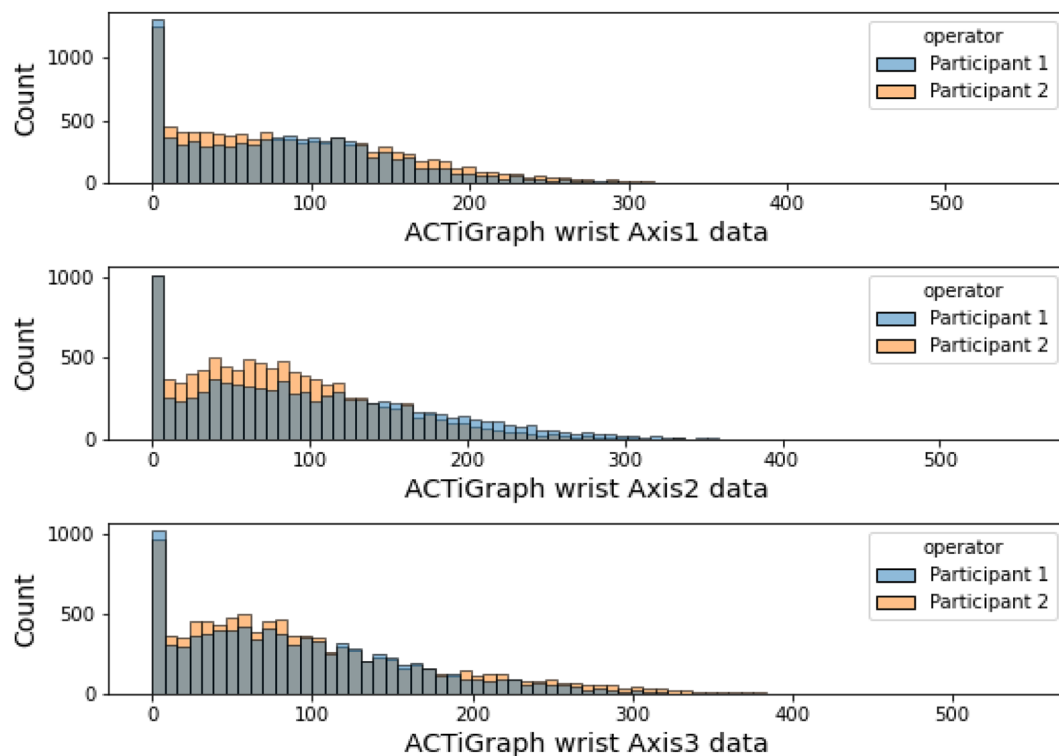 operator
Participant 1
Participant 2
Count
1000
500
0
0 100 200 300 400 500
ACTiGraph wrist Axis1 data
operator
Participant 1
Participant 2
Count
1000
500
0
0 100 200 300 400 500
ACTiGraph wrist Axis2 data
operator
Participant 1
Participant 2
Count
1000
500
0
0 100 200 300 400 500
ACTiGraph wrist Axis3 data